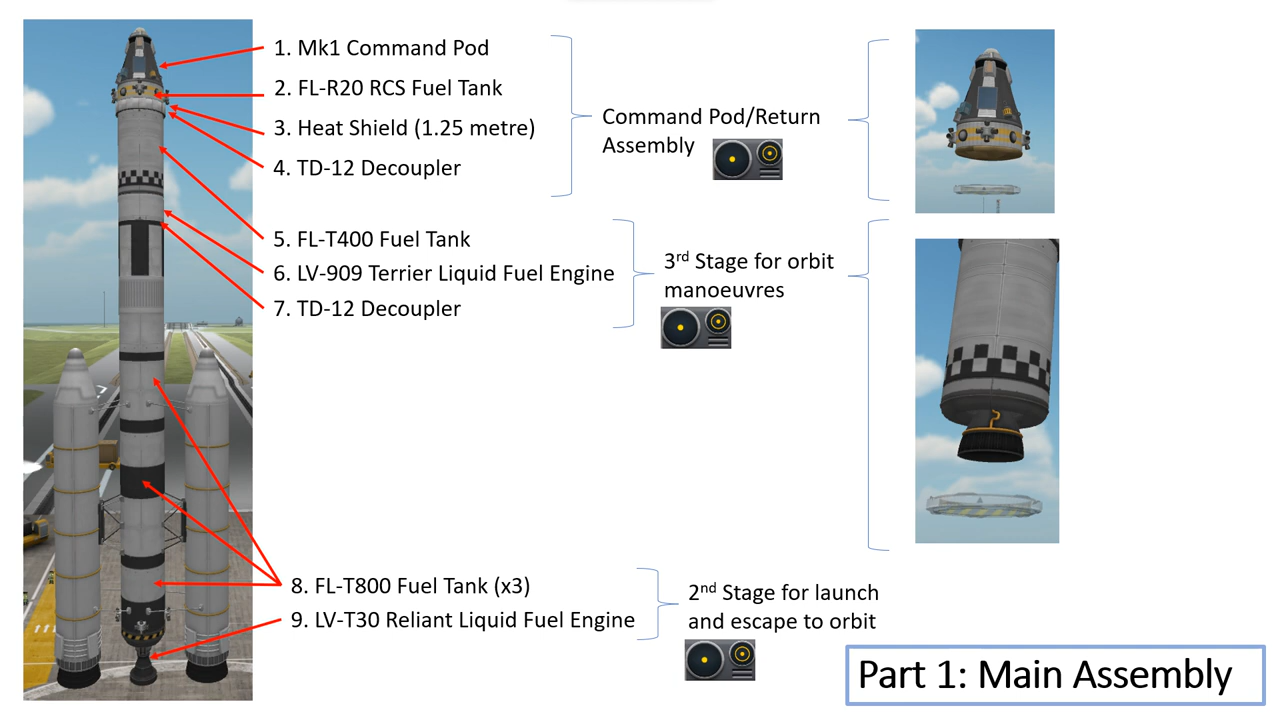 1. Mk1 Command Pod
2. FL-R20 RCS Fuel Tank
3. Heat Shield (1.25 metre)
4. TD-12 Decoupler
Command Pod/Return
Assembly
5. FL-T400 Fuel Tank
6. LV-909 Terrier Liquid Fuel Engine
7. TD-12 Decoupler
3rd Stage for orbit
manoeuvres
8. FL-T800 Fuel Tank (x3)
9. LV-T30 Reliant Liquid Fuel Engine
2nd Stage for launch
and escape to orbit
Part 1: Main Assembly